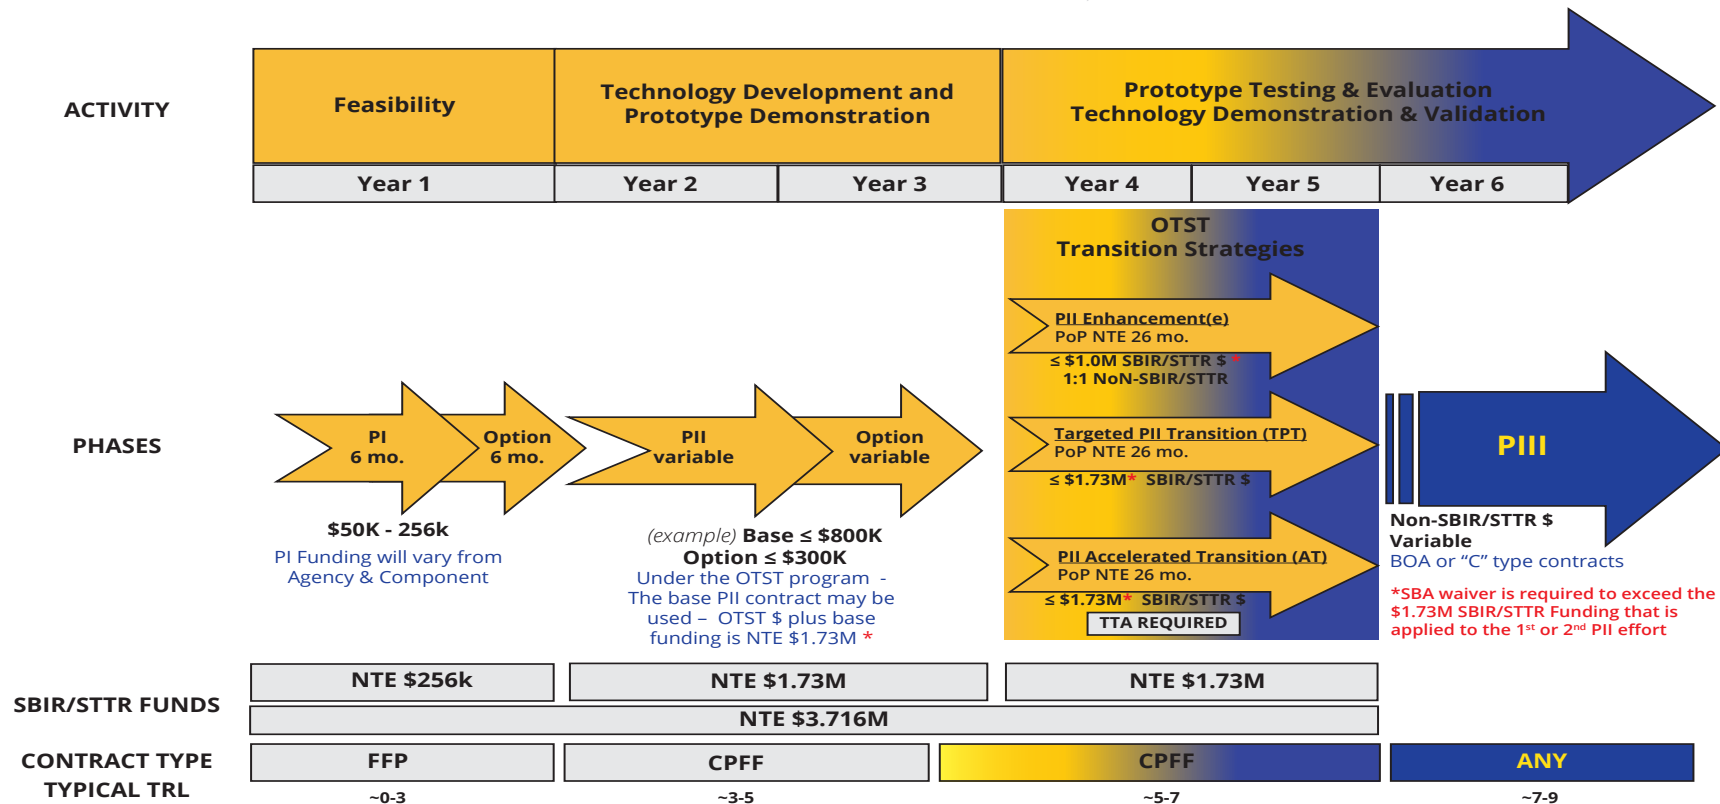 ACTIVITY
Feasibility
Technology Development and
Prototype Demonstration
Prototype Testing & Evaluation
Technology Demonstration & Validation
Year 1
Year 2
Year 3
Year 4
Year 5
Year 6
OTST
Transition Strategies
PII Enhancement(e)
PoP NTE 26 mo.
≤ $1.0M SBIR/STTR $ *
1:1 NoN-SBIR/STTR
PHASES
PI
6 mo.
Option
6 mo.
PII
variable
Option
variable
Targeted PII Transition (TPT)
PoP NTE 26 mo.
≤ $1.73M* SBIR/STTR $
PIII
$50K - 256k
PI Funding will vary from
Agency & Component
(example) Base ≤ $800K
Option ≤ $300K
Under the OTST program -
The base PII contract may be
used – OTST $ plus base
funding is NTE $1.73M *
PII Accelerated Transition (AT)
PoP NTE 26 mo.
≤ $1.73M* SBIR/STTR $
TTA REQUIRED
Non-SBIR/STTR $
Variable
BOA or “C” type contracts
*SBA waiver is required to exceed the
$1.73M SBIR/STTR Funding that is
applied to the 1st or 2nd PII effort
SBIR/STTR FUNDS
NTE $256k
NTE $1.73M
NTE $1.73M
NTE $3.716M
CONTRACT TYPE
FFP
CPFF
CPFF
ANY
TYPICAL TRL
~0-3
~3-5
~5-7
~7-9